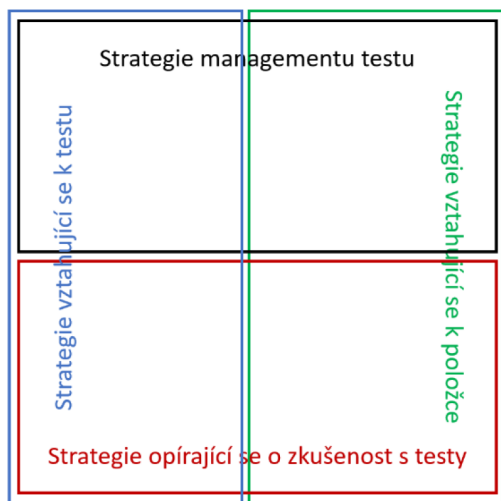 Strategie managementu testu
Strategie vztahující se k testu
Strategie vztahující se k položce
Strategie opírající se o zkušenost s testy